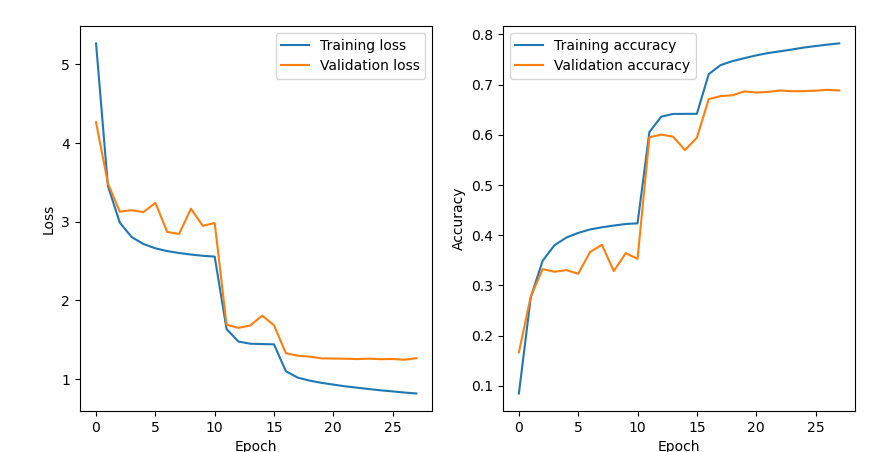 Training loss
Validation loss
5
4
3
2
1
Loss
0 5 10 15 20 25
Epoch
Training accuracy
Validation accuracy
0.8
0.7
0.6
0.5
0.4
0.3
0.2
0.1
Accuracy
0 5 10 15 20 25
Epoch